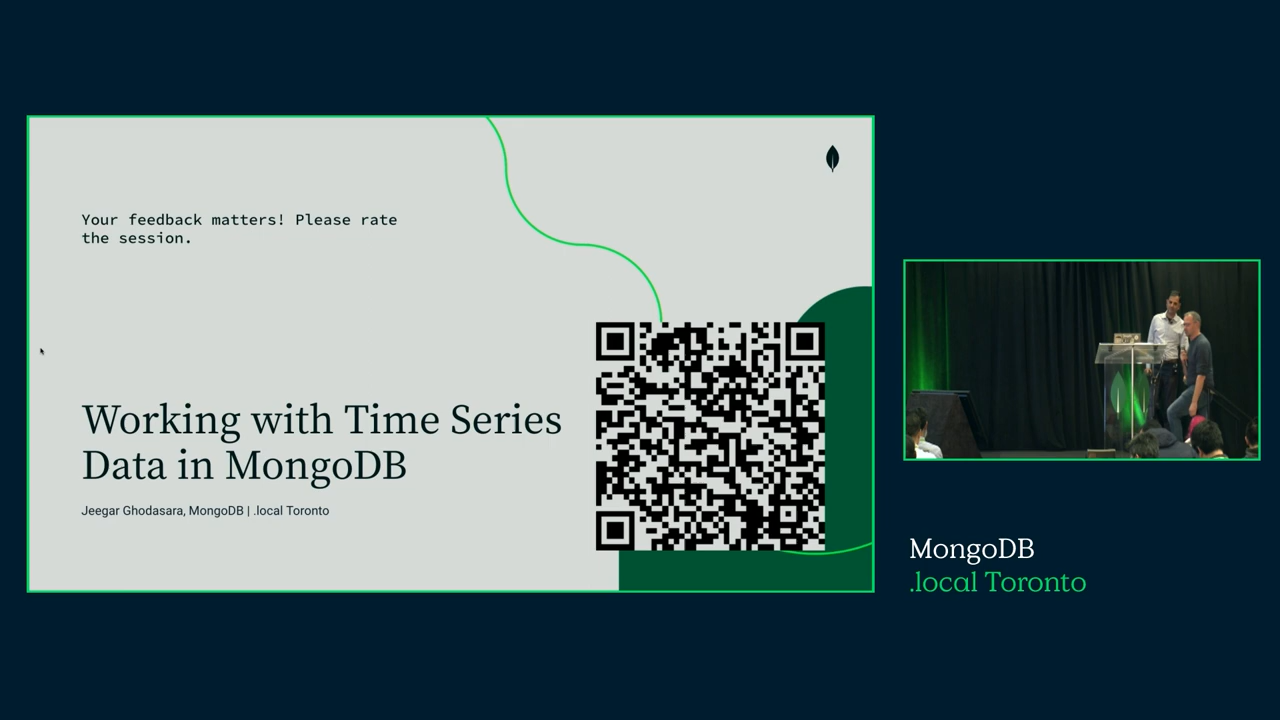 Your feedback matters! Please rate
the session.
Working with Time Series
Data in MongoDB
Jeegar Ghodasara, MongoDB | .local Toronto
MongoDB
.local Toronto